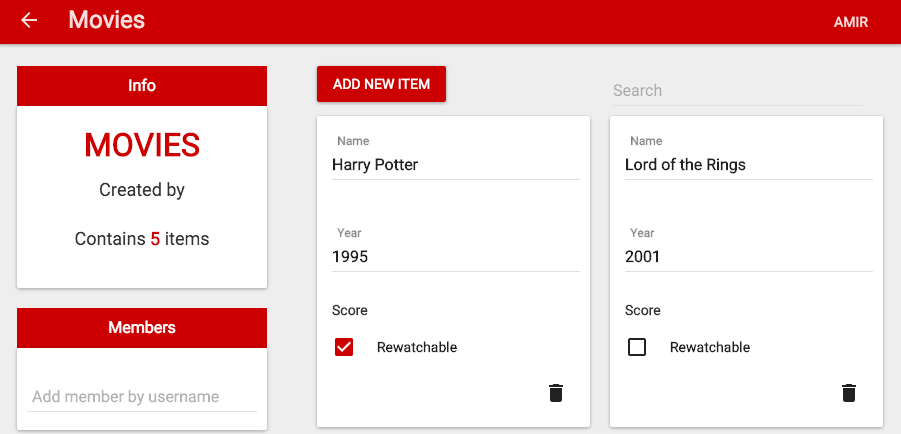 Movies
AMIR
Info
MOVIES
Created by
Contains 5 items
Members
Add member by username
ADD NEW ITEM
Search
Name
Harry Potter
Year
1995
Score
Rewatchable
Name
Lord of the Rings
Year
2001
Score
Rewatchable